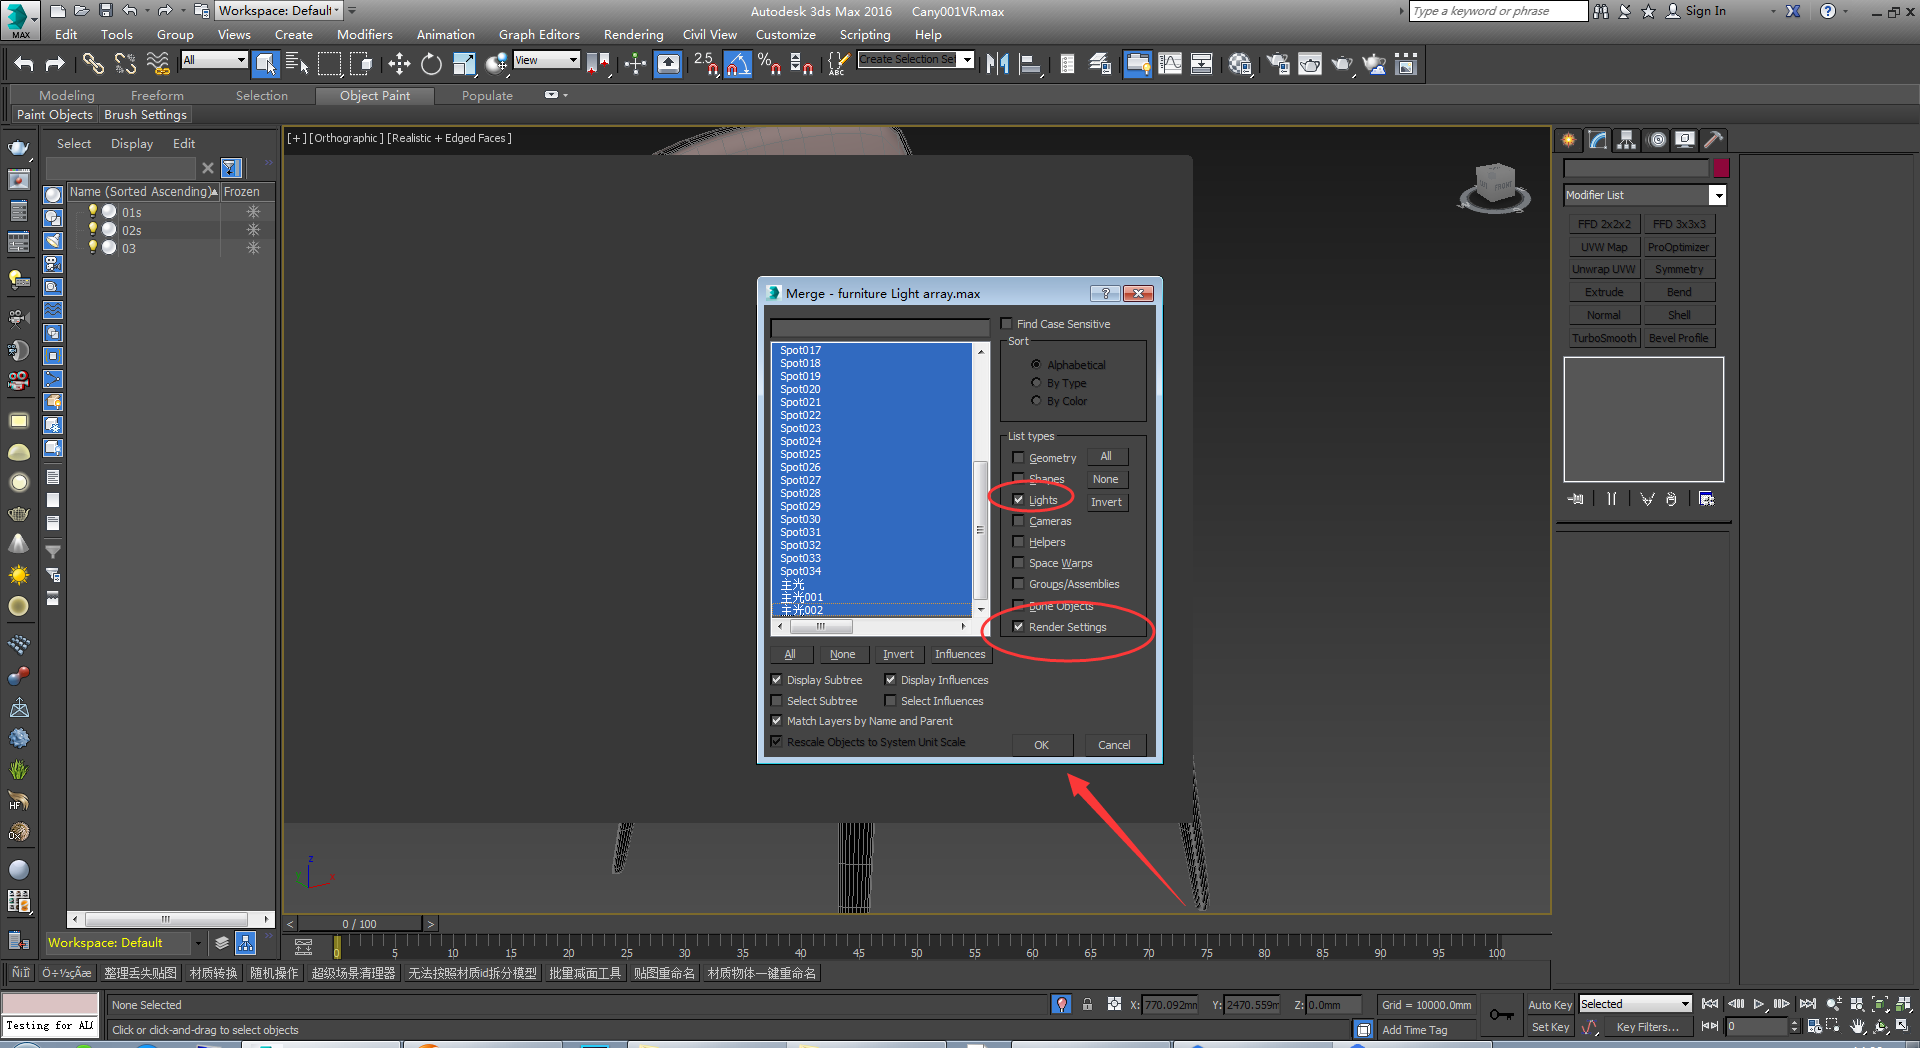 MAX
Workspace: Default
Autodesk 3ds Max 2016 Cany001VR.max
Type a keyword or phrase
Sign In
Edit Tools Group Views Create Modifiers Animation Graph Editors Rendering Civil View Customize Scripting Help
All
View
2.5
ABC
Create Selection Se
Modeling Freeform Selection Object Paint Populate
Paint Objects Brush Settings
Select Display Edit
Name (Sorted Ascending) Frozen
01s
02s
03
[+] [Orthographic] [Realistic + Edged Faces]
FRONT
Modifier List
FFD 2x2x2 FFD 3x3x3
UVW Map ProOptimizer
Unwrap UVW Symmetry
Extrude Bend
Normal Shell
TurboSmooth Bevel Profile
Merge - furniture Light array.max
Find Case Sensitive
Sort
Alphabetical
By Type
By Color
Spot017
Spot018
Spot019
Spot020
Spot021
Spot022
Spot023
Spot024
Spot025
Spot026
Spot027
Spot028
Spot029
Spot030
Spot031
Spot032
Spot033
Spot034
主光
主光001
主光002
List types
Geometry All
Shapes None
Lights Invert
Cameras
Helpers
Space Warps
Groups/Assemblies
Bone Objects
Render Settings
All None Invert Influences
Display Subtree Display Influences
Select Subtree Select Influences
Match Layers by Name and Parent
Rescale Objects to System Unit Scale
OK Cancel
HF
OX
z
y x
0 / 100
Workspace: Default
0 5 10 15 20 25 30 35 40 45 50 55 60 65 70 75 80 85 90 95 100
Ñìïî Ö÷½çÃæ 整理丢失贴图 材质转换 随机操作 超级场景清理器 无法按照材质id拆分模型 批量减面工具 贴图重命名 材质物体一键重命名
None Selected
X: 770.092mm Y: 2470.559m Z: 0.0mm Grid = 10000.0mm
Auto Key Selected
Testing for ALL
Click or click-and-drag to select objects
Add Time Tag
Set Key Key Filters... 0